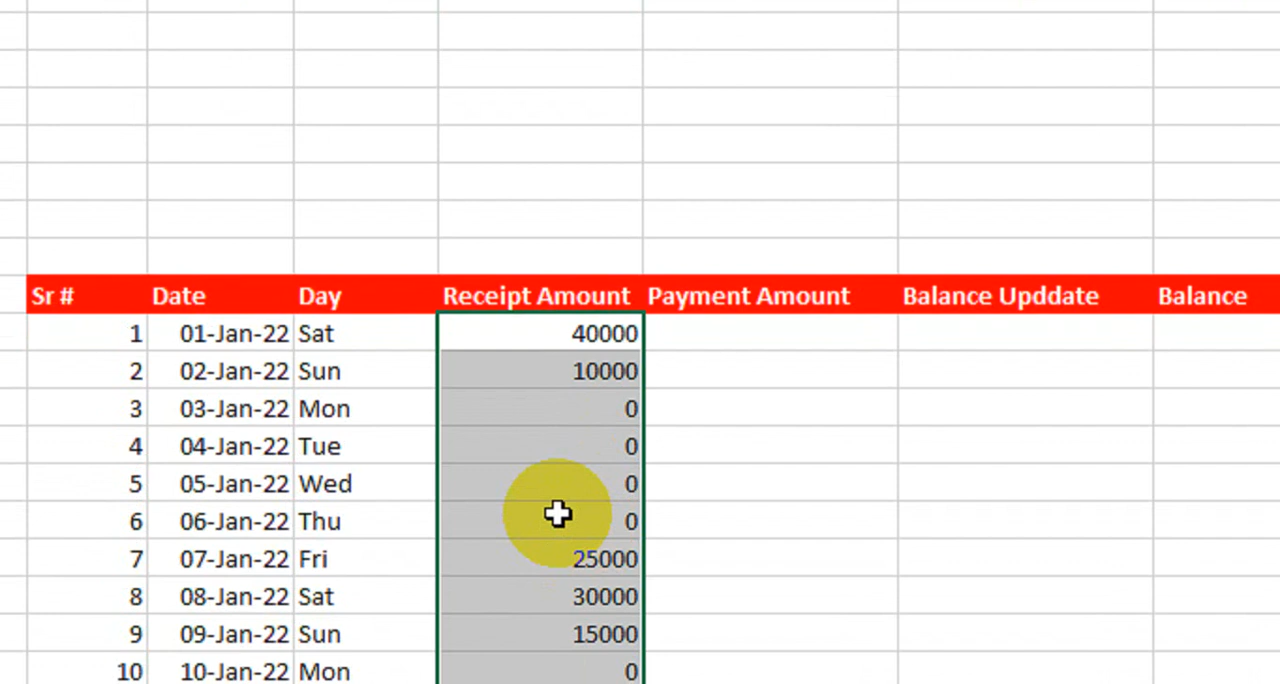 Sr # Date Day Receipt Amount Payment Amount Balance Upddate Balance
1 01-Jan-22 Sat 40000
2 02-Jan-22 Sun 10000
3 03-Jan-22 Mon 0
4 04-Jan-22 Tue 0
5 05-Jan-22 Wed 0
6 06-Jan-22 Thu 0
7 07-Jan-22 Fri 25000
8 08-Jan-22 Sat 30000
9 09-Jan-22 Sun 15000
10 10-Jan-22 Mon 0